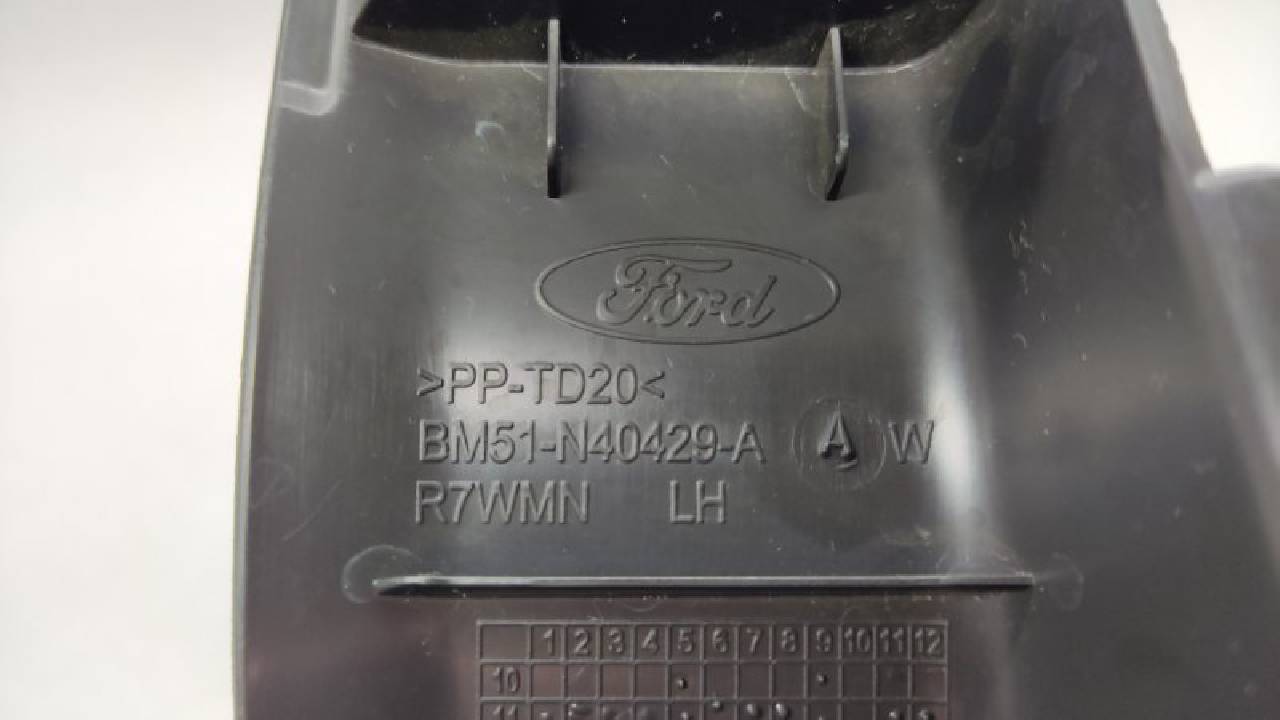 Ford
>PP-TD20<
BM51-N40429-A A W
R7WMN LH
1 2 3 4 5 6 7 8 9 10 11 12
10
11